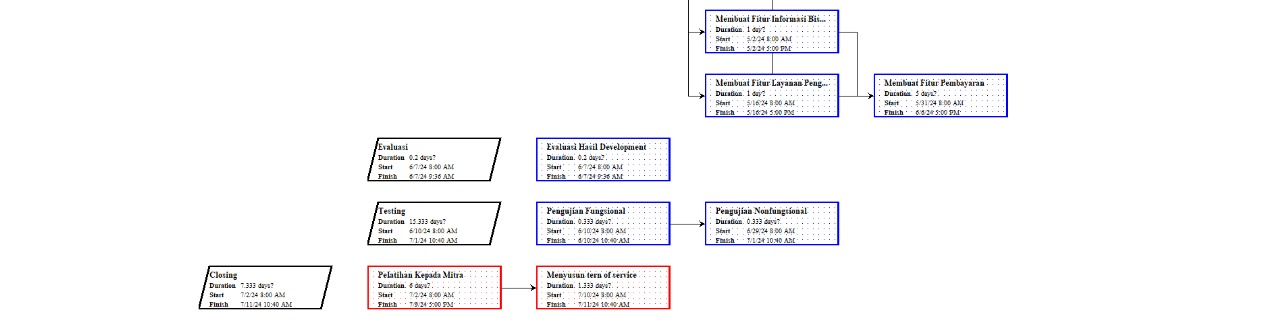 Membuat Fitur Informasi Bis...
Duration 1 day?
Start 5/2/24 8:00 AM
Finish 5/2/24 5:00 PM
Membuat Fitur Layanan Peng...
Duration 1 day?
Start 5/16/24 8:00 AM
Finish 5/16/24 5:00 PM
Membuat Fitur Pembayaran
Duration 5 days?
Start 5/31/24 8:00 AM
Finish 6/6/24 5:00 PM
Evaluasi
Duration 0.2 days?
Start 6/7/24 8:00 AM
Finish 6/7/24 9:36 AM
Evaluasi Hasil Development
Duration 0.2 days?
Start 6/7/24 8:00 AM
Finish 6/7/24 9:36 AM
Testing
Duration 15.333 days?
Start 6/10/24 8:00 AM
Finish 7/1/24 10:40 AM
Pengujian Fungsional
Duration 0.333 days?
Start 6/10/24 8:00 AM
Finish 6/10/24 10:40 AM
Pengujian Nonfungsional
Duration 0.333 days?
Start 6/29/24 8:00 AM
Finish 7/1/24 10:40 AM
Closing
Duration 7.333 days?
Start 7/2/24 8:00 AM
Finish 7/11/24 10:40 AM
Pelatihan Kepada Mitra
Duration 6 days?
Start 7/2/24 8:00 AM
Finish 7/9/24 5:00 PM
Menyusun tern of service
Duration 1.333 days?
Start 7/10/24 8:00 AM
Finish 7/11/24 10:40 AM